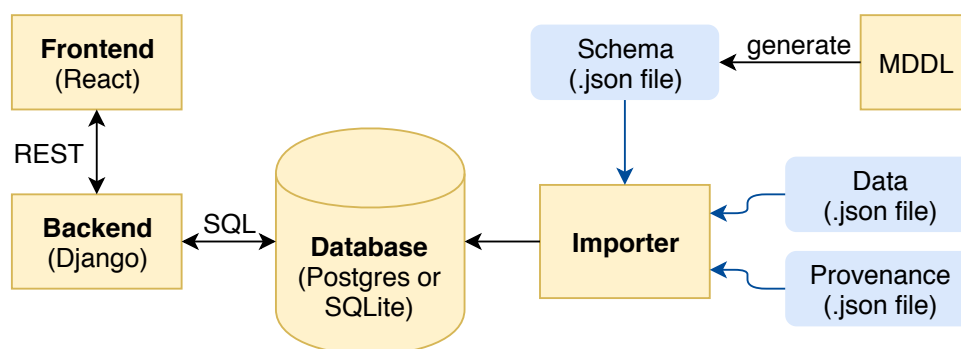 Frontend
(React)
REST
Backend
(Django)
SQL
Database
(Postgres or
SQLite)
Schema
(.json file)
generate
MDDL
Importer
Data
(.json file)
Provenance
(.json file)